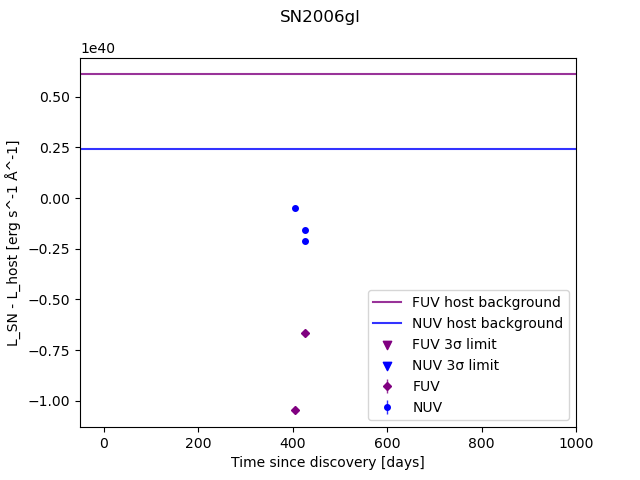 SN2006gl
1e40
0.50
0.25
0.00
−0.25
−0.50
−0.75
−1.00
L_SN - L_host [erg s^-1 Å^-1]
FUV host background
NUV host background
FUV 3σ limit
NUV 3σ limit
FUV
NUV
0 200 400 600 800 1000
Time since discovery [days]